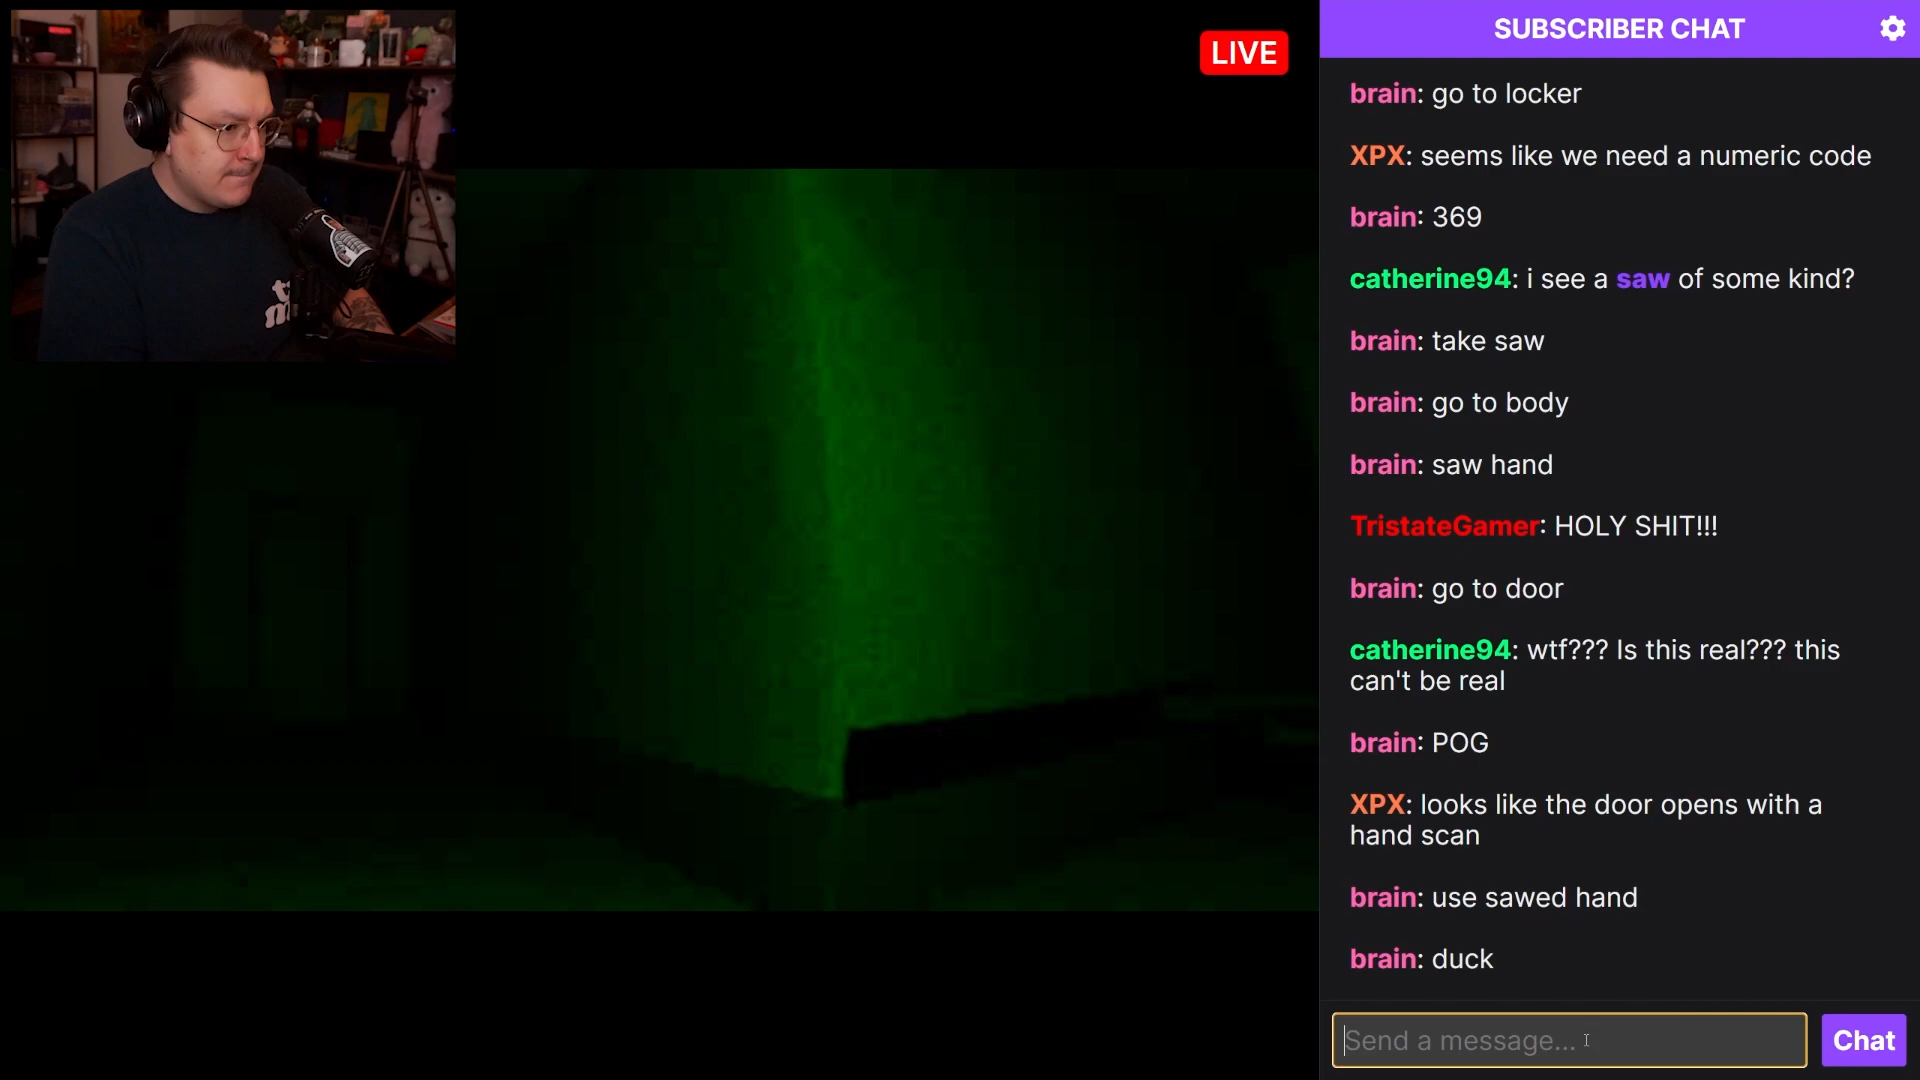 LIVE
SUBSCRIBER CHAT
brain: go to locker
XPX: seems like we need a numeric code
brain: 369
catherine94: i see a saw of some kind?
brain: take saw
brain: go to body
brain: saw hand
TristateGamer: HOLY SHIT!!!
brain: go to door
catherine94: wtf??? Is this real??? this
can't be real
brain: POG
XPX: looks like the door opens with a
hand scan
brain: use sawed hand
brain: duck
Send a message...
Chat